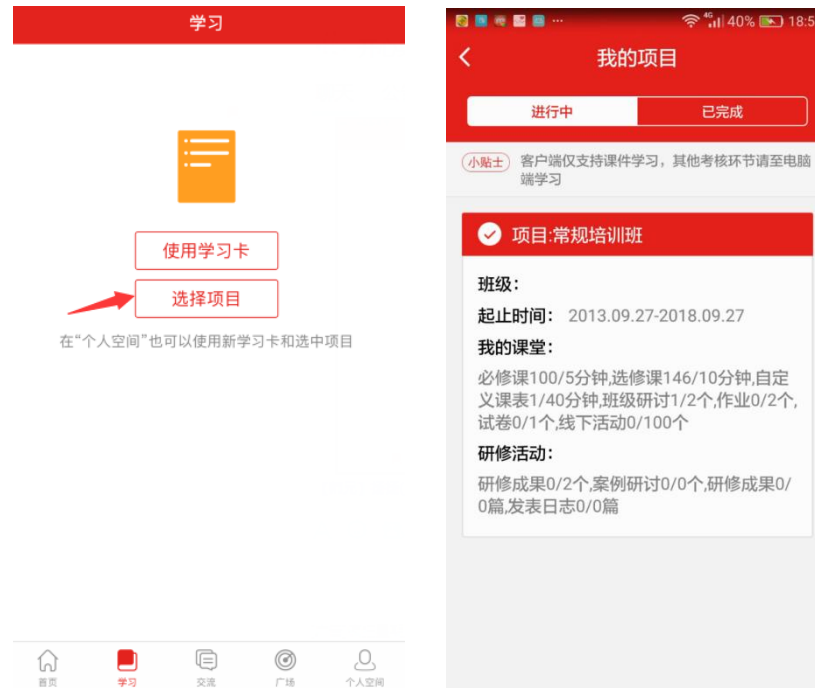 学习
使用学习卡
选择项目
在“个人空间”也可以使用新学习卡和选中项目
首页
学习
交流
广场
个人空间
4G 40% 18:5
我的项目
进行中
已完成
小贴士
客户端仅支持课件学习，其他考核环节请至电脑
端学习
项目:常规培训班
班级：
起止时间： 2013.09.27-2018.09.27
我的课堂：
必修课100/5分钟,选修课146/10分钟,自定
义课表1/40分钟,班级研讨1/2个,作业0/2个,
试卷0/1个,线下活动0/100个
研修活动：
研修成果0/2个,案例研讨0/0个,研修成果0/
0篇,发表日志0/0篇